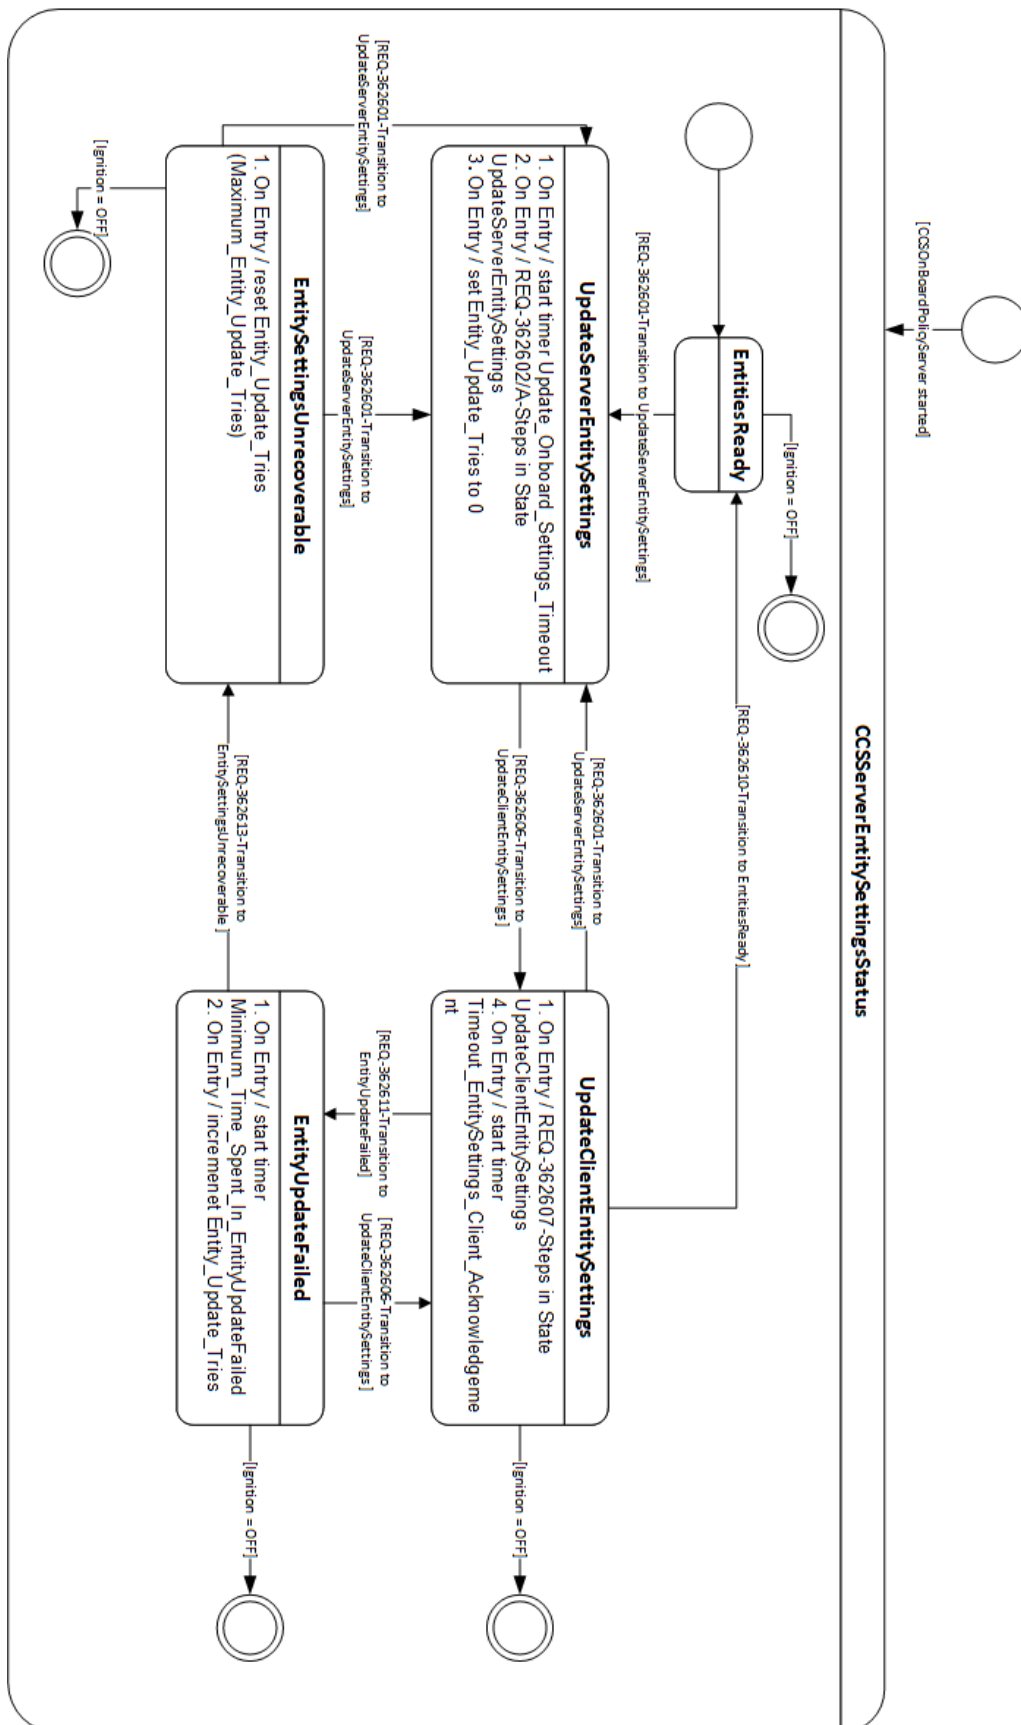 [CCSOnBoardPolicyServer started]
CCSServerEntitySettingsStatus
[Ignition = OFF]
EntitiesReady
[REQ-362610-Transition to EntitiesReady]
[REQ-362601-Transition to UpdateServerEntitySettings]
UpdateServerEntitySettings
1. On Entry / start timer Update_Onboard_Settings_Timeout
2. On Entry / REQ-362602/A-Steps in State
UpdateServerEntitySettings
3. On Entry / set Entity_Update_Tries to 0
[REQ-362601-Transition to
UpdateServerEntitySettings]
[REQ-362606-Transition to
UpdateClientEntitySettings]
UpdateClientEntitySettings
1. On Entry / REQ-362607-Steps in State
UpdateClientEntitySettings
4. On Entry / start timer
Timeout_EntitySettings_Client_Acknowledgeme
nt
[Ignition = OFF]
[REQ-362601-Transition to
UpdateServerEntitySettings]
[REQ-362601-Transition to
UpdateServerEntitySettings]
[REQ-362611-Transition to
EntityUpdateFailed]
[REQ-362606-Transition to
UpdateClientEntitySettings]
EntitySettingsUnrecoverable
1. On Entry / reset Entity_Update_Tries
(Maximum_Entity_Update_Tries)
[REQ-362613-Transition to
EntitySettingsUnrecoverable]
EntityUpdateFailed
1. On Entry / start timer
Minimum_Time_Spent_In_EntityUpdateFailed
2. On Entry / incremenet Entity_Update_Tries
[Ignition = OFF]
[Ignition = OFF]